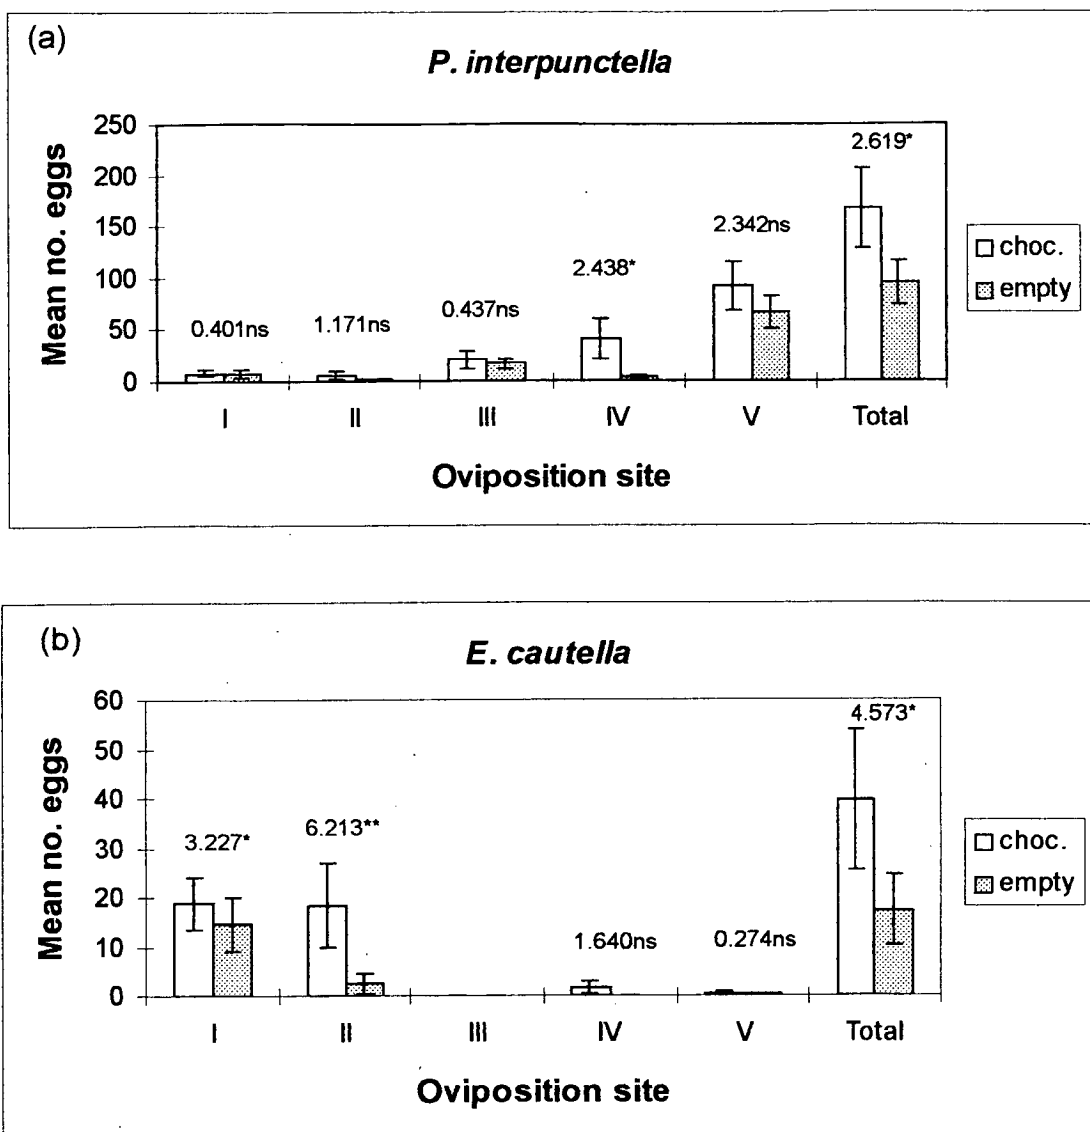 (a)
P. interpunctella
Mean no. eggs
250
200
150
100
50
0
0.401ns
1.171ns
0.437ns
2.438*
2.342ns
2.619*
I II III IV V Total
Oviposition site
choc.
empty
(b)
E. cautella
Mean no. eggs
60
50
40
30
20
10
0
3.227*
6.213**
1.640ns
0.274ns
4.573*
I II III IV V Total
Oviposition site
choc.
empty